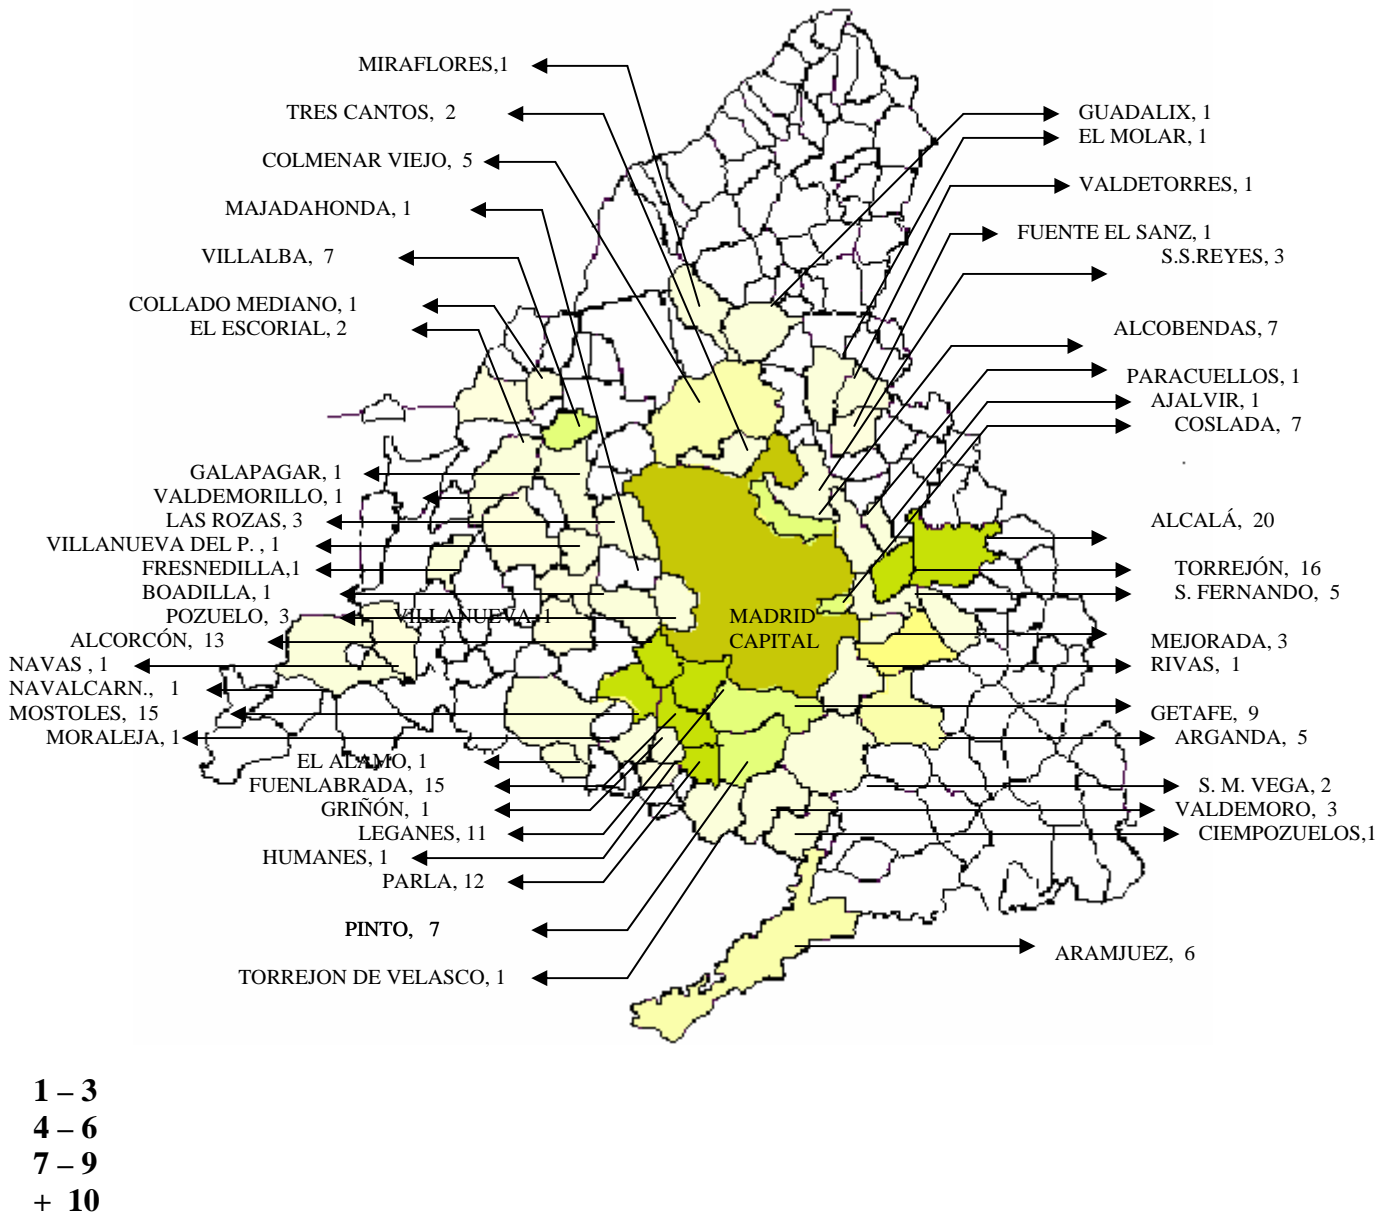 MIRAFLORES,1
TRES CANTOS, 2
COLMENAR VIEJO, 5
MAJADAHONDA, 1
VILLALBA, 7
COLLADO MEDIANO, 1
EL ESCORIAL, 2
GALAPAGAR, 1
VALDEMORILLO, 1
LAS ROZAS, 3
VILLANUEVA DEL P. , 1
FRESNEDILLA,1
BOADILLA, 1
POZUELO, 3
VILLANUEVA, 1
ALCORCÓN, 13
NAVAS , 1
NAVALCARN., 1
MOSTOLES, 15
MORALEJA, 1
EL ALAMO, 1
FUENLABRADA, 15
GRIÑÓN, 1
LEGANES, 11
HUMANES, 1
PARLA, 12
PINTO, 7
TORREJON DE VELASCO, 1
MADRID
CAPITAL
GUADALIX, 1
EL MOLAR, 1
VALDETORRES, 1
FUENTE EL SANZ, 1
S.S.REYES, 3
ALCOBENDAS, 7
PARACUELLOS, 1
AJALVIR, 1
COSLADA, 7
ALCALÁ, 20
TORREJÓN, 16
S. FERNANDO, 5
MEJORADA, 3
RIVAS, 1
GETAFE, 9
ARGANDA, 5
S. M. VEGA, 2
VALDEMORO, 3
CIEMPOZUELOS,1
ARAMJUEZ, 6
1 – 3
4 – 6
7 – 9
+ 10